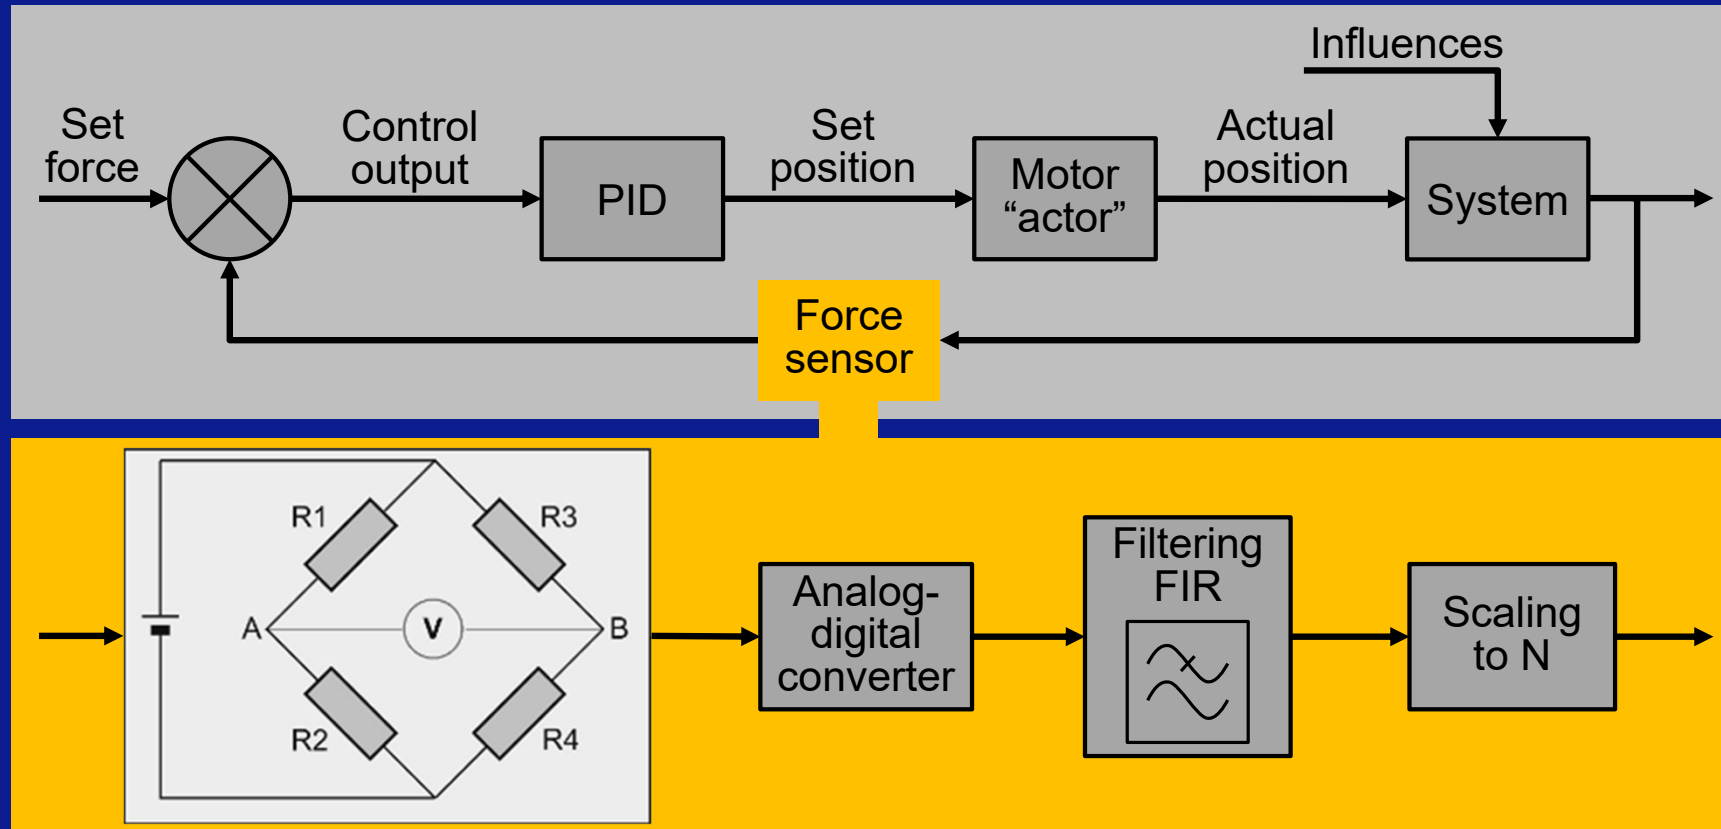 Influences
Set
force
Control
output
PID
Set
position
Motor
“actor”
Actual
position
System
Force
sensor
R1
R3
A
V
B
R2
R4
Analog-
digital
converter
Filtering
FIR
Scaling
to N